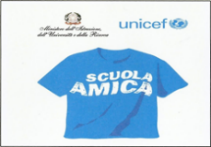 Ministero dell'Istruzione,
dell'Università e della Ricerca
unicef
SCUOLA
AMICA